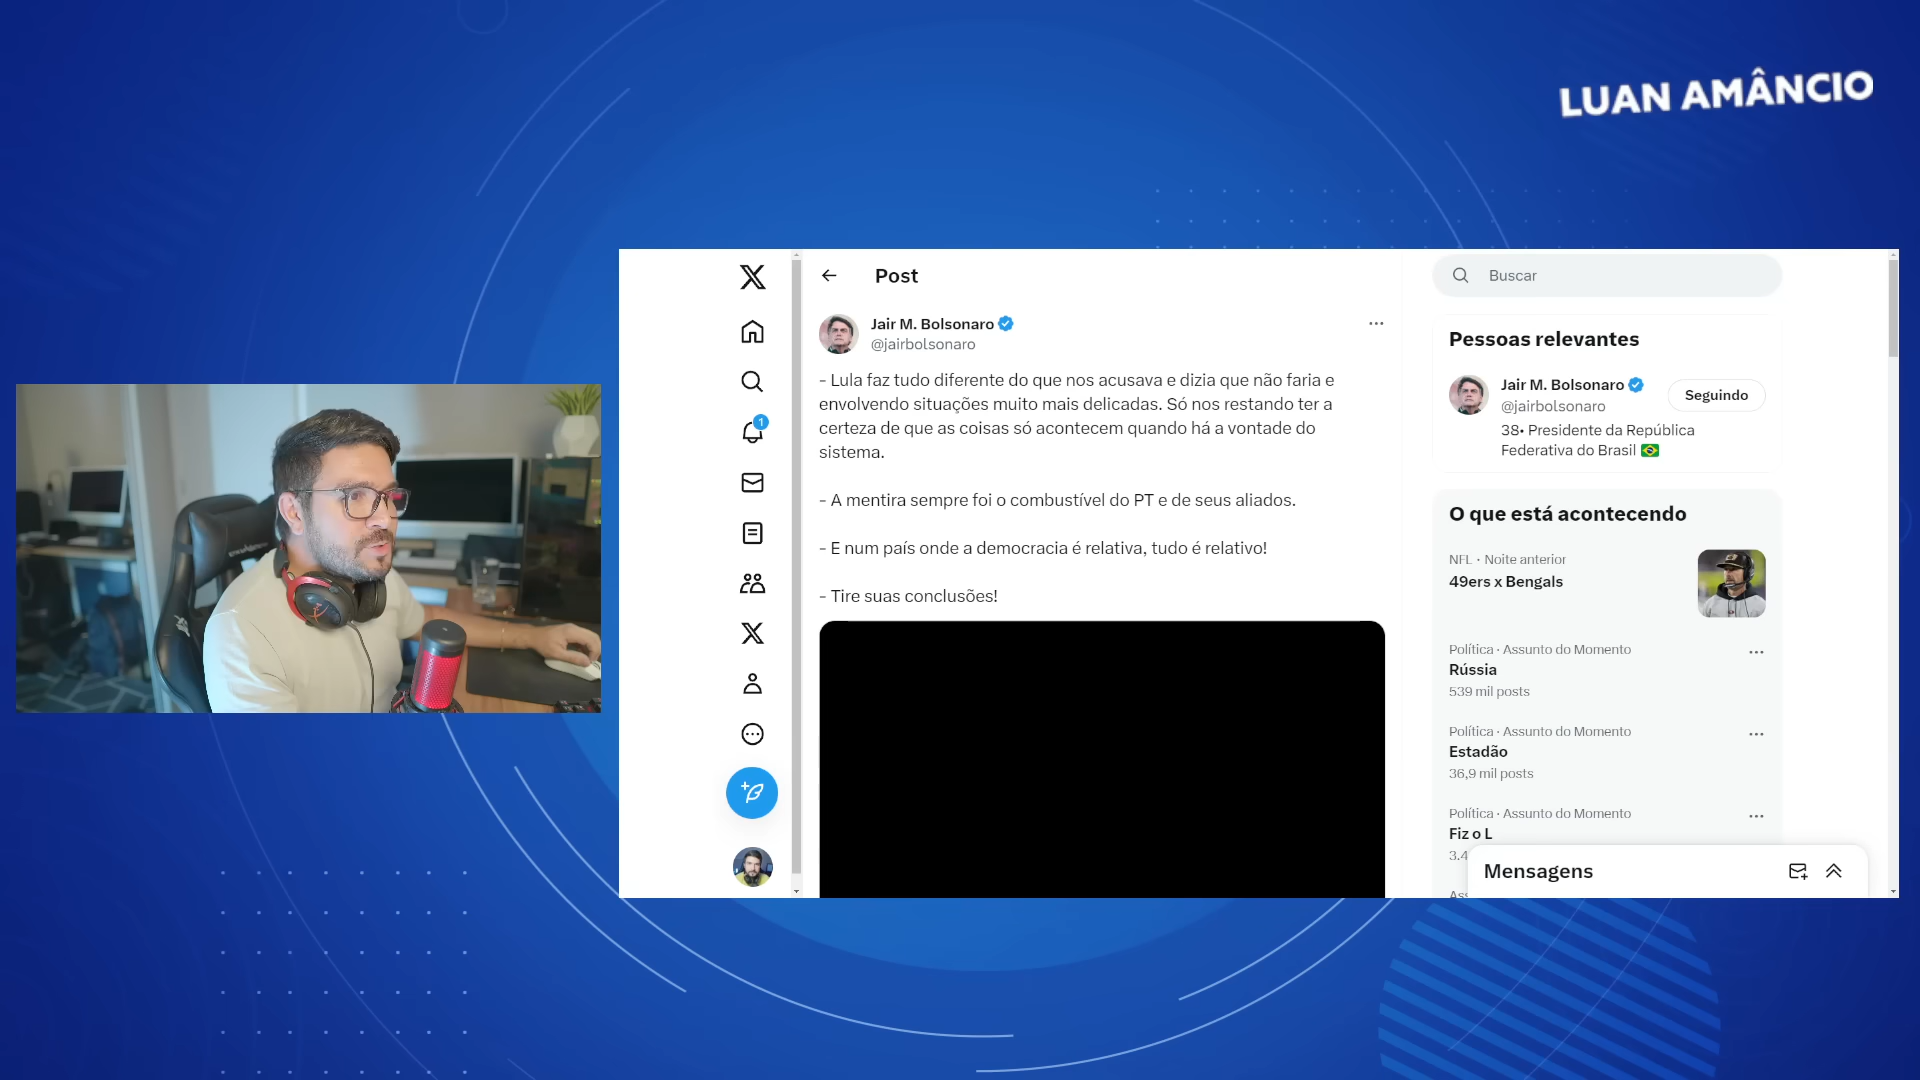 LUAN AMÂNCIO
Post
Jair M. Bolsonaro
@jairbolsonaro
- Lula faz tudo diferente do que nos acusava e dizia que não faria e
envolvendo situações muito mais delicadas. Só nos restando ter a
certeza de que as coisas só acontecem quando há a vontade do
sistema.
- A mentira sempre foi o combustível do PT e de seus aliados.
- E num país onde a democracia é relativa, tudo é relativo!
- Tire suas conclusões!
1
Buscar
Pessoas relevantes
Jair M. Bolsonaro
@jairbolsonaro
Seguindo
38• Presidente da República
Federativa do Brasil
O que está acontecendo
NFL · Noite anterior
49ers x Bengals
Política · Assunto do Momento
Rússia
539 mil posts
Política · Assunto do Momento
Estadão
36,9 mil posts
Política · Assunto do Momento
Fiz o L
3.4
Mensagens